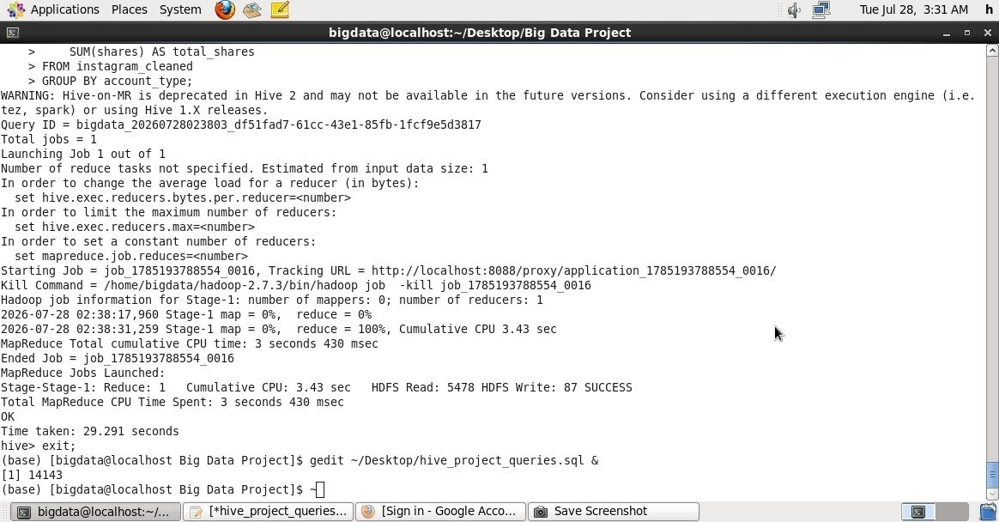 Applications Places System Tue Jul 28, 3:31 AM h
bigdata@localhost:~/Desktop/Big Data Project
> SUM(shares) AS total_shares
> FROM instagram_cleaned
> GROUP BY account_type;
WARNING: Hive-on-MR is deprecated in Hive 2 and may not be available in the future versions. Consider using a different execution engine (i.e.
tez, spark) or using Hive 1.X releases.
Query ID = bigdata_20260728023803_df51fad7-61cc-43e1-85fb-1fcf9e5d3817
Total jobs = 1
Launching Job 1 out of 1
Number of reduce tasks not specified. Estimated from input data size: 1
In order to change the average load for a reducer (in bytes):
  set hive.exec.reducers.bytes.per.reducer=<number>
In order to limit the maximum number of reducers:
  set hive.exec.reducers.max=<number>
In order to set a constant number of reducers:
  set mapreduce.job.reduces=<number>
Starting Job = job_1785193788554_0016, Tracking URL = http://localhost:8088/proxy/application_1785193788554_0016/
Kill Command = /home/bigdata/hadoop-2.7.3/bin/hadoop job  -kill job_1785193788554_0016
Hadoop job information for Stage-1: number of mappers: 0; number of reducers: 1
2026-07-28 02:38:17,960 Stage-1 map = 0%,  reduce = 0%
2026-07-28 02:38:31,259 Stage-1 map = 0%,  reduce = 100%, Cumulative CPU 3.43 sec
MapReduce Total cumulative CPU time: 3 seconds 430 msec
Ended Job = job_1785193788554_0016
MapReduce Jobs Launched:
Stage-Stage-1: Reduce: 1   Cumulative CPU: 3.43 sec   HDFS Read: 5478 HDFS Write: 87 SUCCESS
Total MapReduce CPU Time Spent: 3 seconds 430 msec
OK
Time taken: 29.291 seconds
hive> exit;
(base) [bigdata@localhost Big Data Project]$ gedit ~/Desktop/hive_project_queries.sql &
[1] 14143
(base) [bigdata@localhost Big Data Project]$ ~
bigdata@localhost:~/... [*hive_project_queries... [Sign in - Google Acco... Save Screenshot